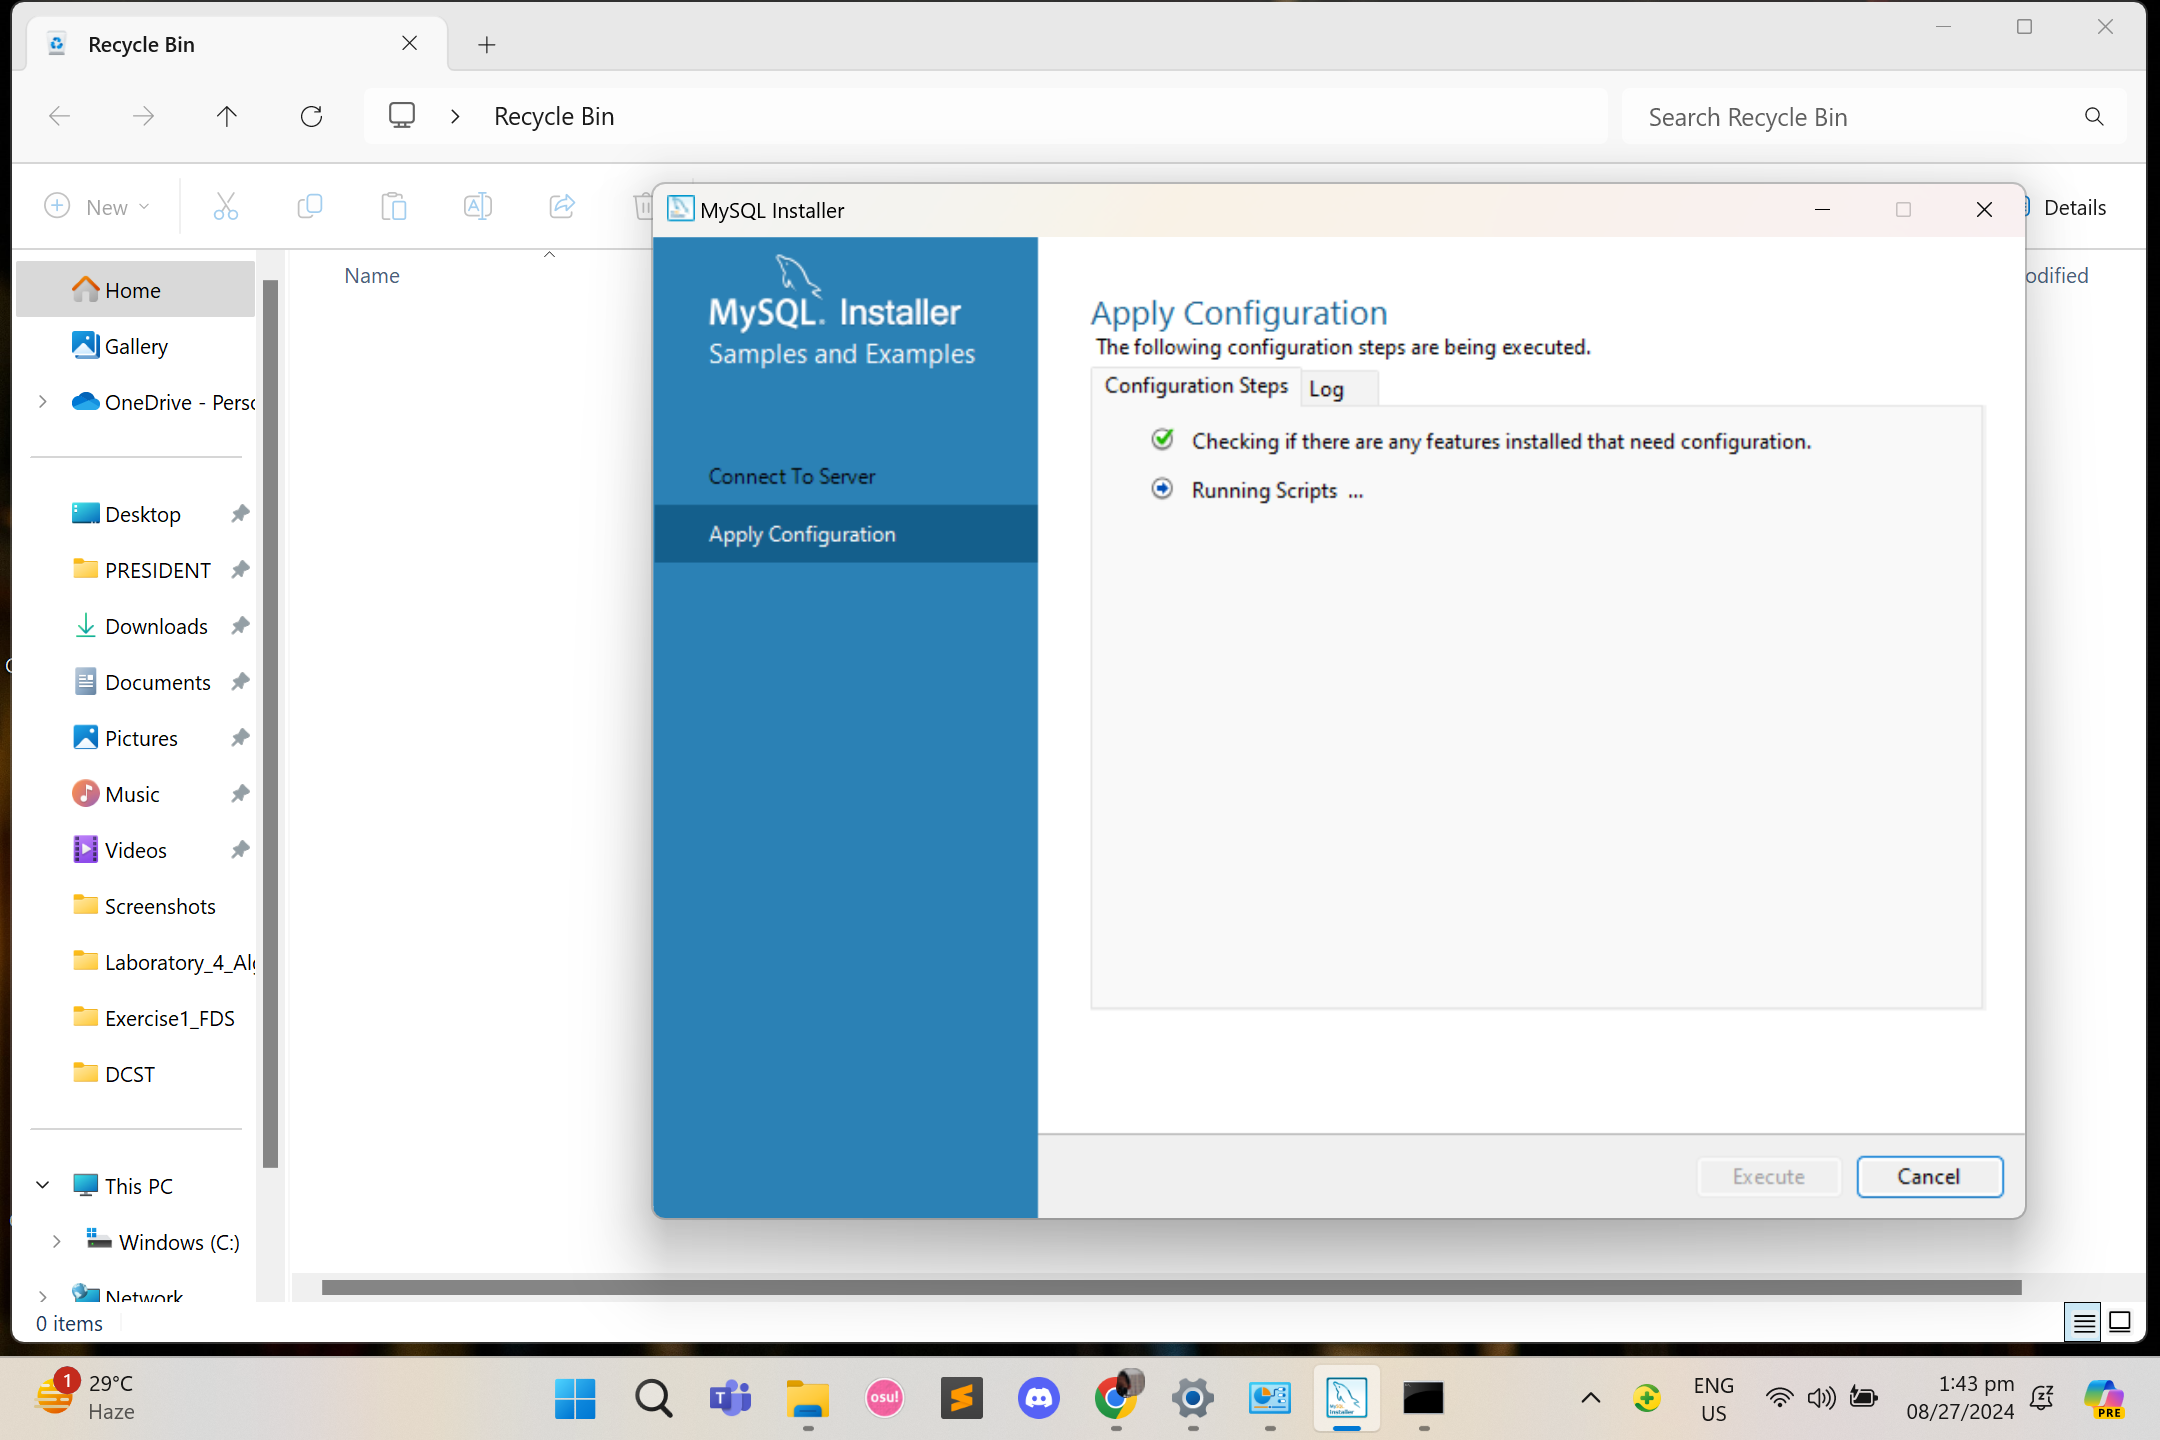 Recycle Bin
Recycle Bin
Search Recycle Bin
New
Details
Name
odified
Home
Gallery
OneDrive - Perso
Desktop
PRESIDENT
Downloads
Documents
Pictures
Music
Videos
Screenshots
Laboratory_4_Alg
Exercise1_FDS
DCST
This PC
Windows (C:)
Network
0 items
MySQL Installer
MySQL. Installer
Samples and Examples
Connect To Server
Apply Configuration
Apply Configuration
The following configuration steps are being executed.
Configuration Steps
Log
Checking if there are any features installed that need configuration.
Running Scripts ...
Execute
Cancel
1
29°C
Haze
T
osu!
MySQL
Installer
ENG
US
1:43 pm
08/27/2024
PRE